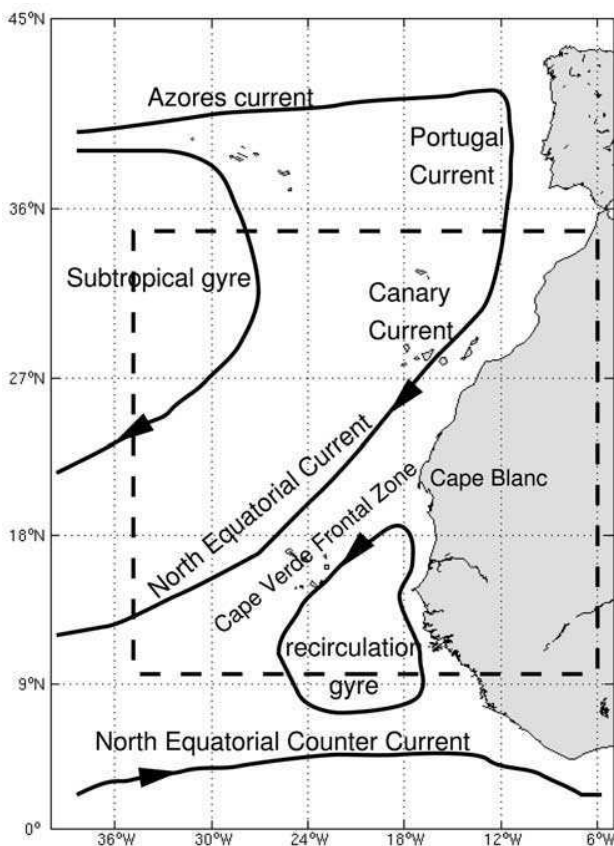 45°N
Azores current
Portugal
Current
36°N
Subtropical gyre
Canary
Current
27°N
North Equatorial Current
Cape Blanc
Cape Verde Frontal Zone
18°N
recirculation
gyre
9°N
North Equatorial Counter Current
0°
36°W 30°W 24°W 18°W 12°W 6°W